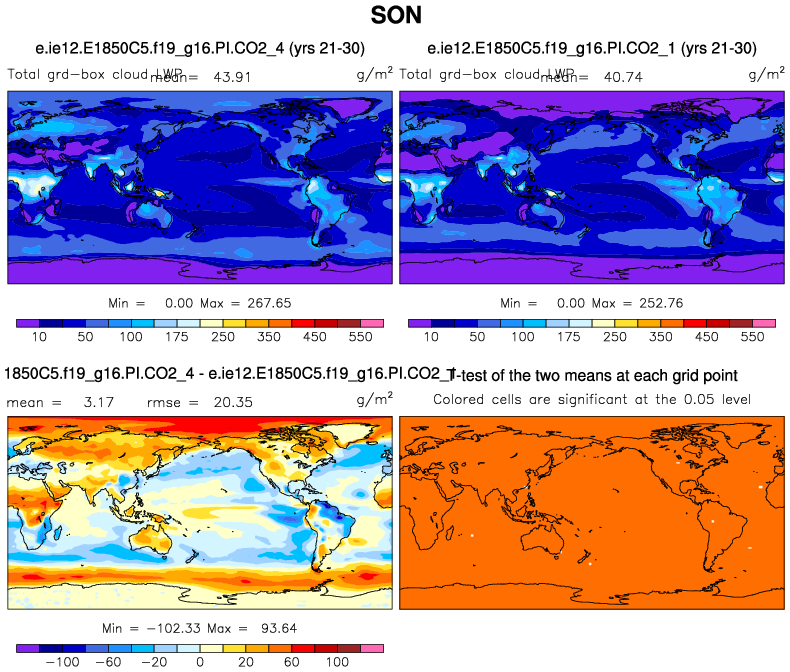 SON
e.ie12.E1850C5.f19_g16.PI.CO2_4 (yrs 21-30)
Total grd-box cloud LWP mean= 43.91 g/m2
Min = 0.00 Max = 267.65
10 50 100 175 250 350 450 550
e.ie12.E1850C5.f19_g16.PI.CO2_1 (yrs 21-30)
Total grd-box cloud LWP mean= 40.74 g/m2
Min = 0.00 Max = 252.76
10 50 100 175 250 350 450 550
1850C5.f19_g16.PI.CO2_4 - e.ie12.E1850C5.f19_g16.PI.CO2_1
mean = 3.17 rmse = 20.35 g/m2
Min = -102.33 Max = 93.64
-100 -60 -20 0 20 60 100
T-test of the two means at each grid point
Colored cells are significant at the 0.05 level